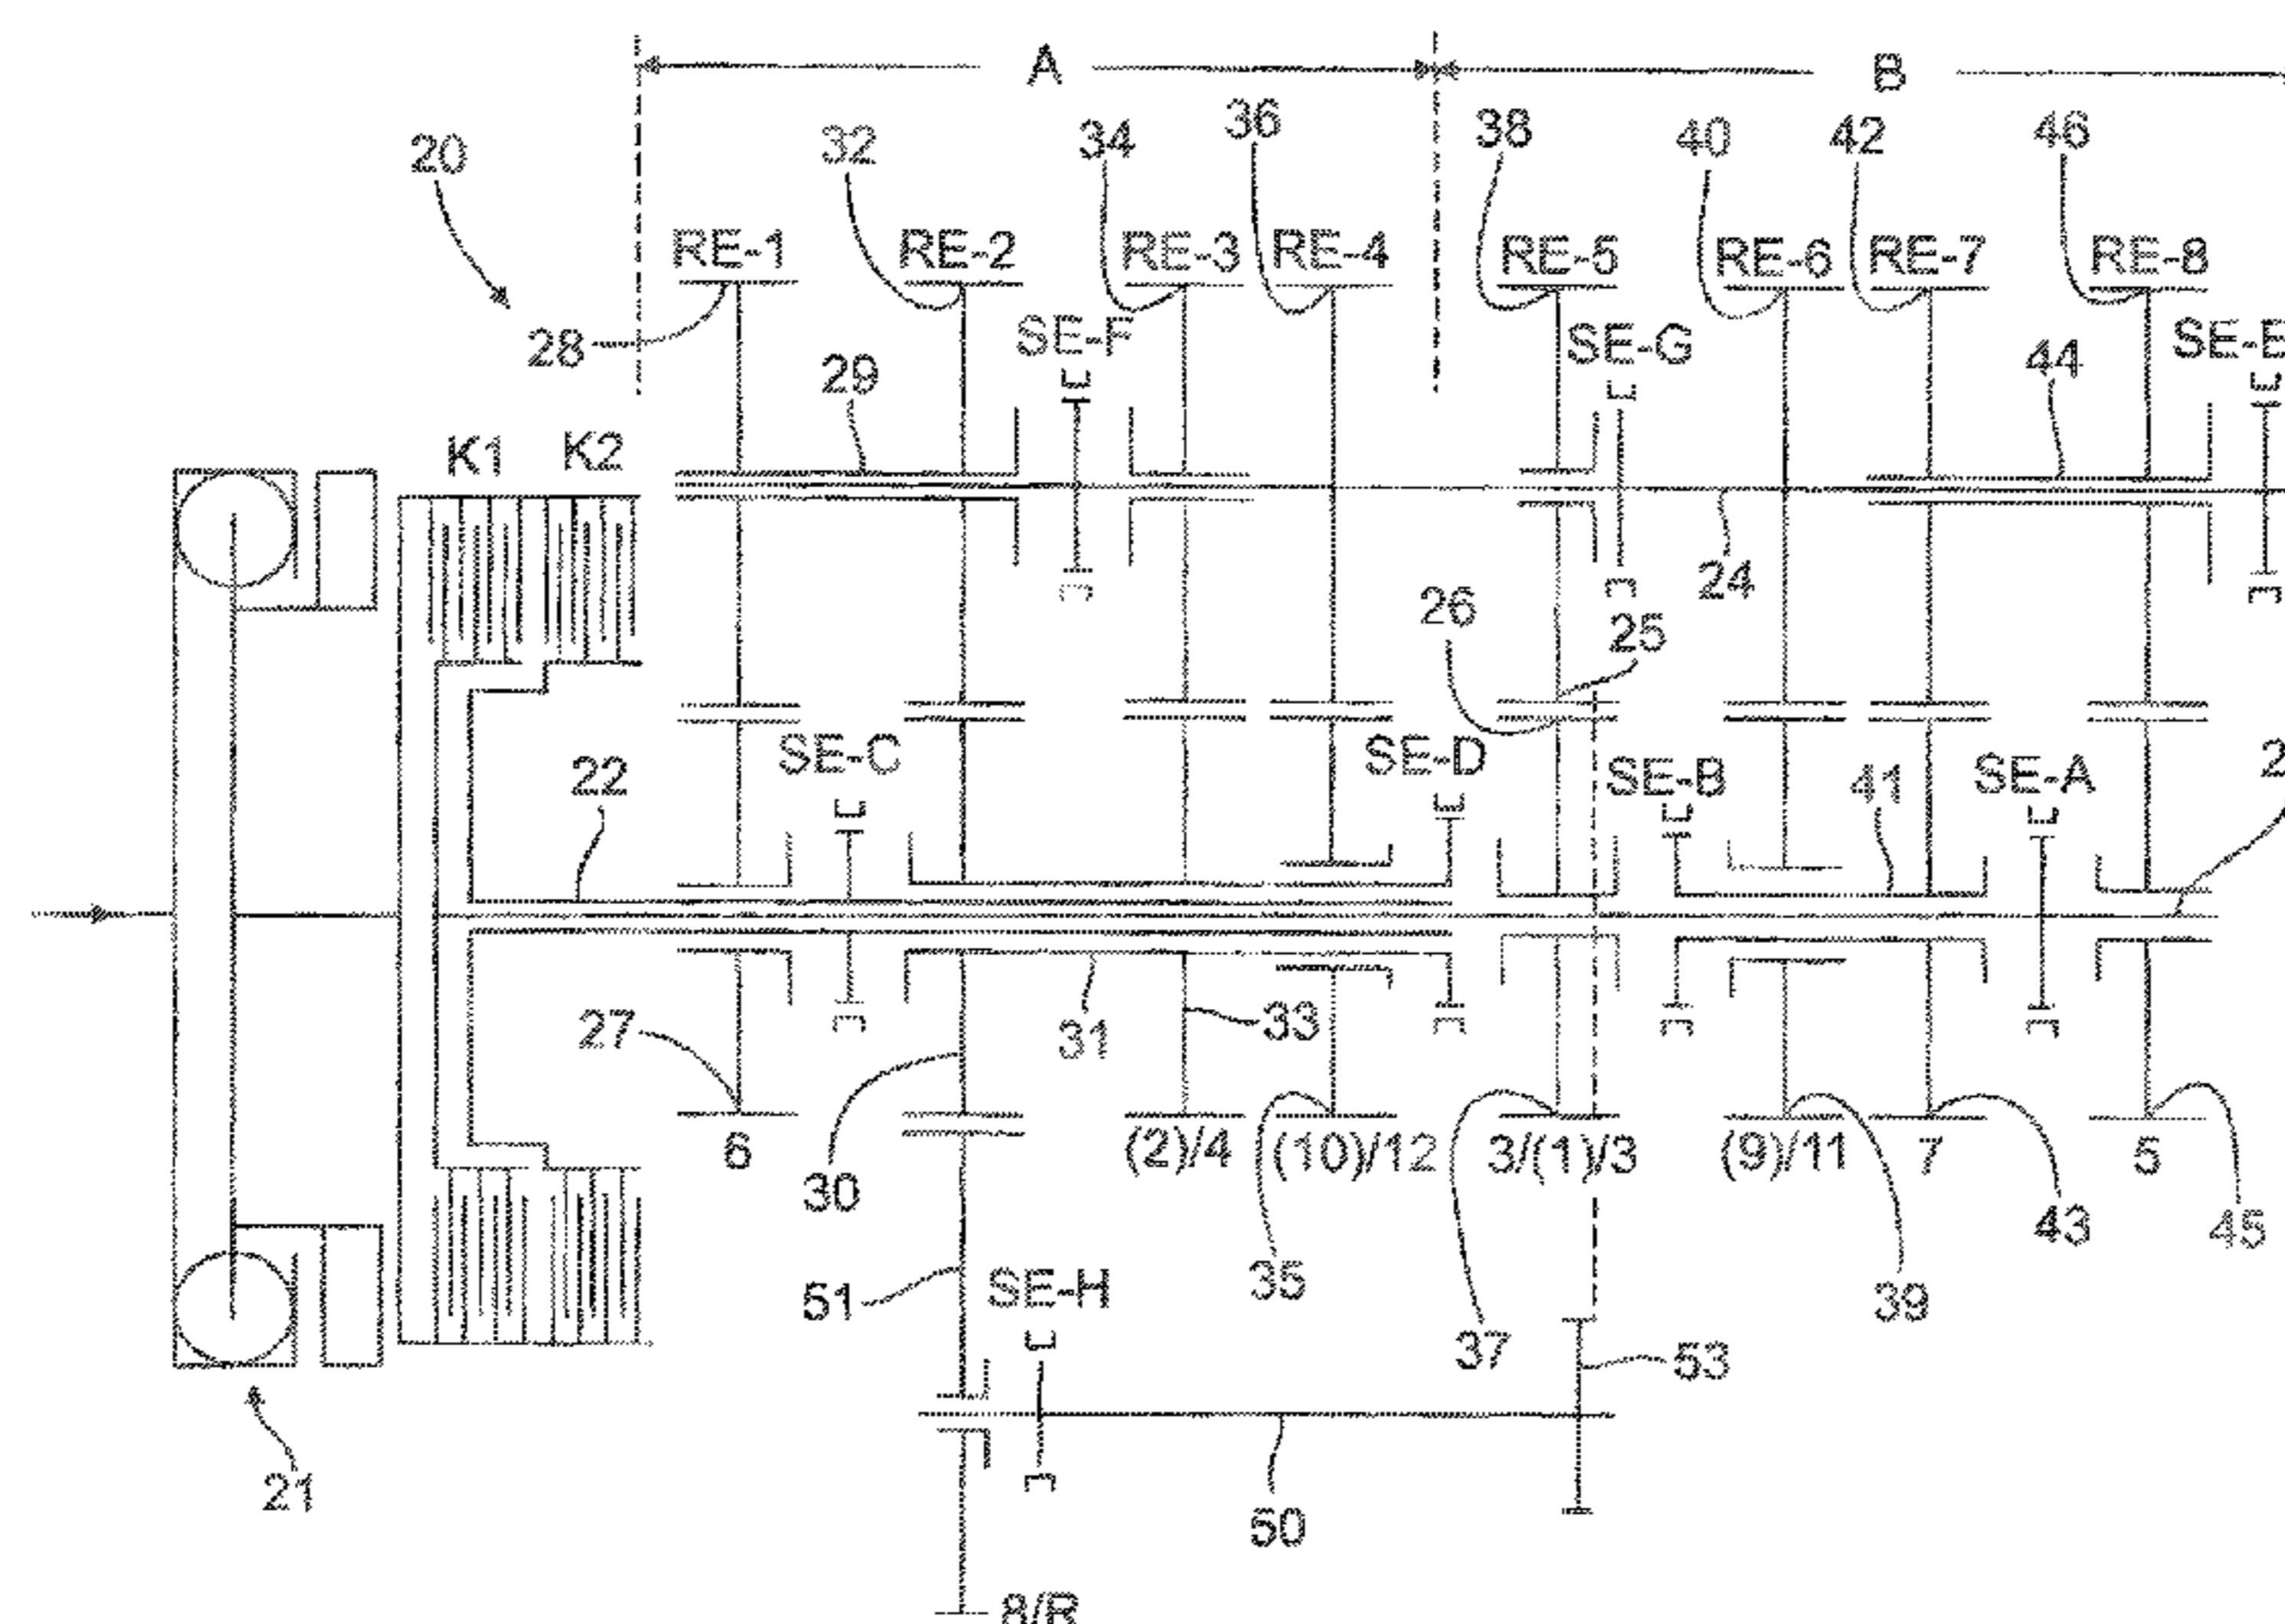 A B
20 32 34 36 38 40 42 46
RE-1 RE-2 RE-3 RE-4 RE-5 RE-6 RE-7 RE-8
28 SE-F SE-G SE-E
29 44
K1 K2
24
26 25
22 SE-C SE-D SE-B 41 SE-A
27 31 33
6 (2)/4 (10)/12 3/(1)/3 (9)/11 7 5
30 43 45
51 SE-H 35 39
37 53
21 50
8/R